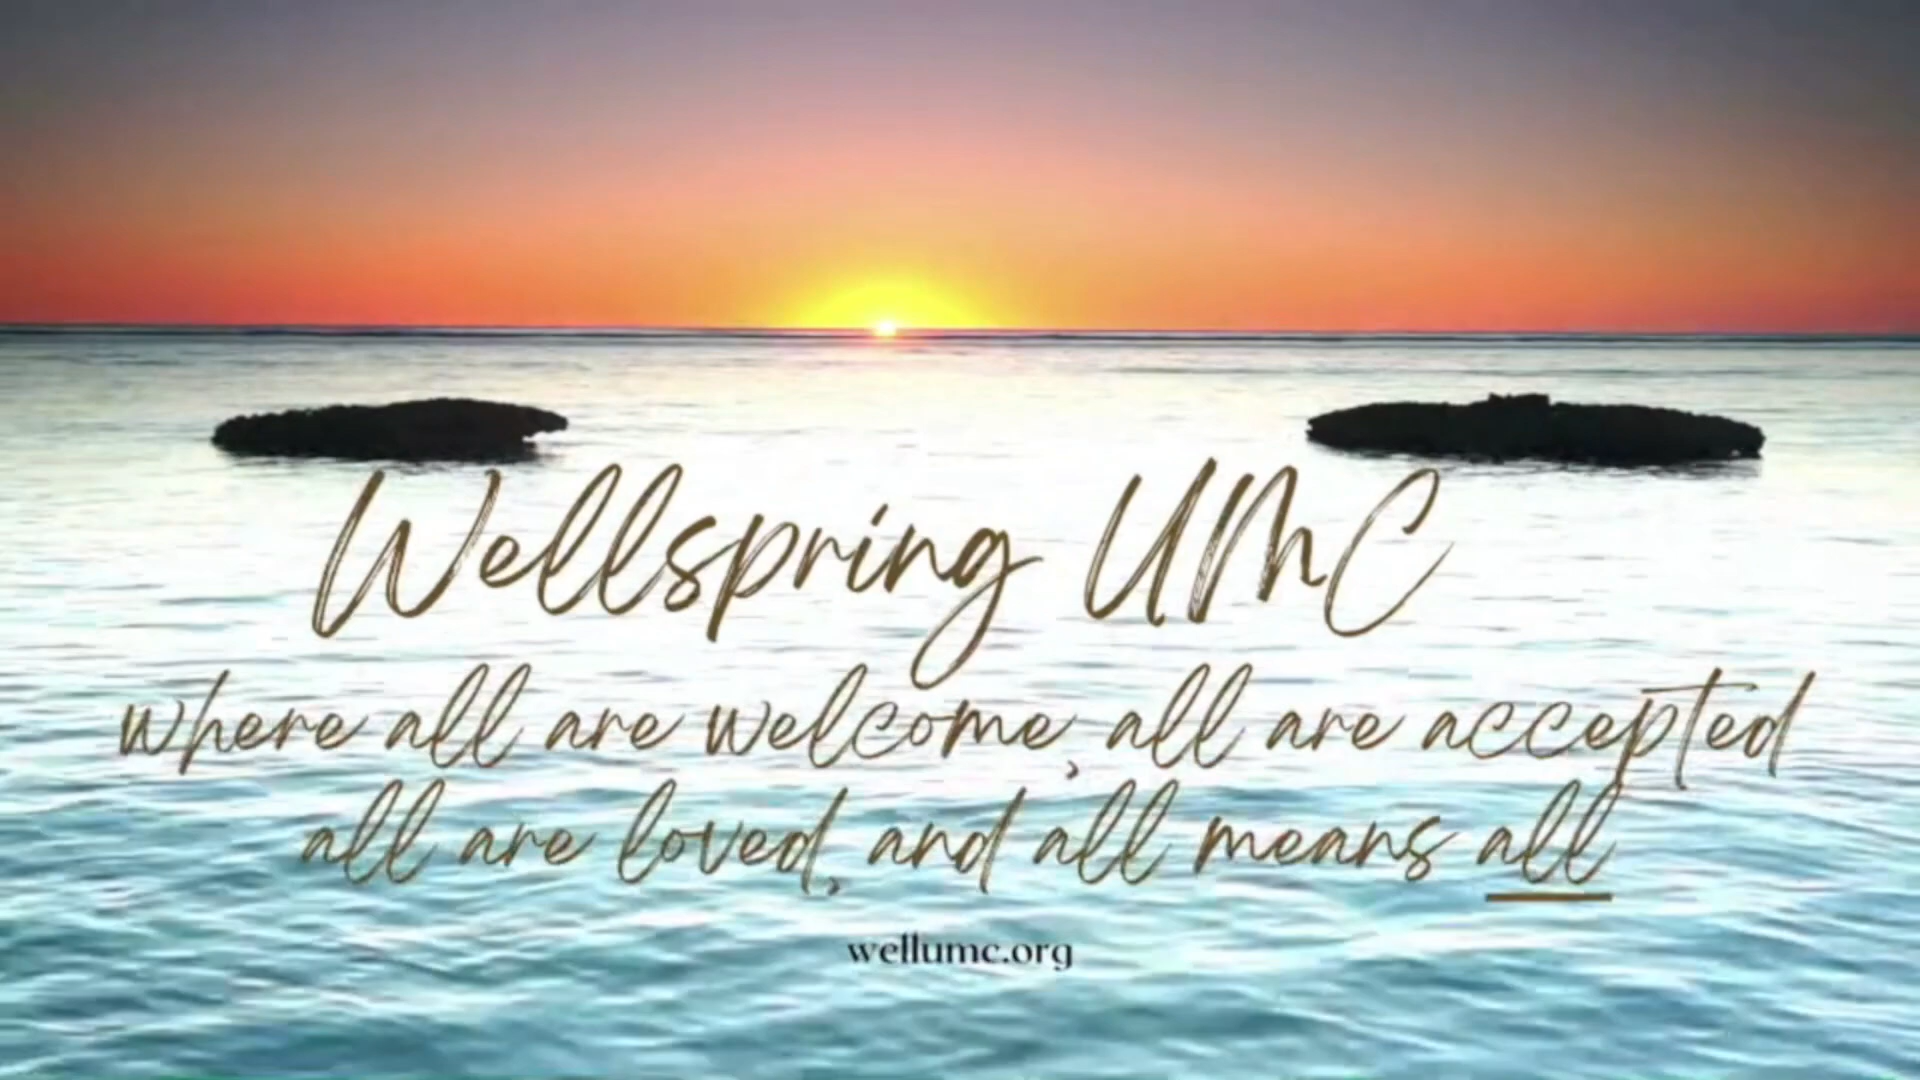 Wellspring UMC
where all are welcome, all are accepted
all are loved, and all means all
wellumc.org